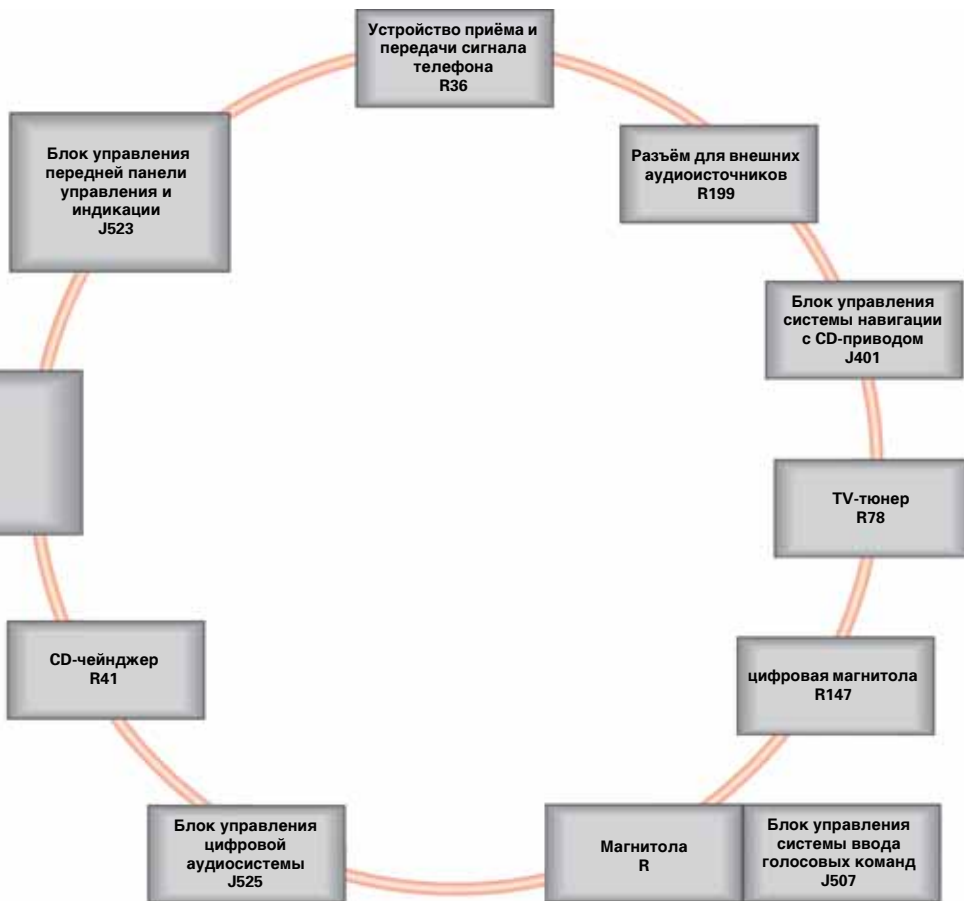 Устройство приёма и
передачи сигнала
телефона
R36
Блок управления
передней панели
управления и
индикации
J523
Разъём для внешних
аудиоисточников
R199
Блок управления
системы навигации
с CD-приводом
J401
TV-тюнер
R78
CD-чейнджер
R41
цифровая магнитола
R147
Блок управления
цифровой
аудиосистемы
J525
Магнитола
R
Блок управления
системы ввода
голосовых команд
J507